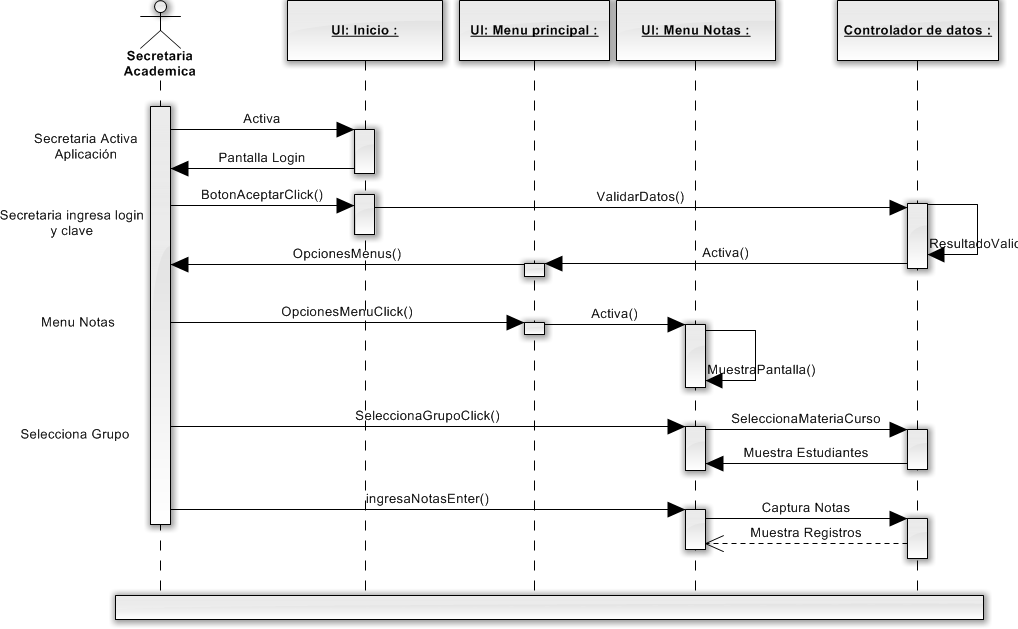 UI: Inicio :
UI: Menu principal :
UI: Menu Notas :
Controlador de datos :
Secretaria
Academica
Activa
Secretaria Activa
Aplicación
Pantalla Login
BotonAceptarClick()
ValidarDatos()
Secretaria ingresa login
y clave
ResultadoValid
OpcionesMenus()
Activa()
OpcionesMenuClick()
Activa()
Menu Notas
MuestraPantalla()
SeleccionaGrupoClick()
SeleccionaMateriaCurso
Selecciona Grupo
Muestra Estudiantes
ingresaNotasEnter()
Captura Notas
Muestra Registros